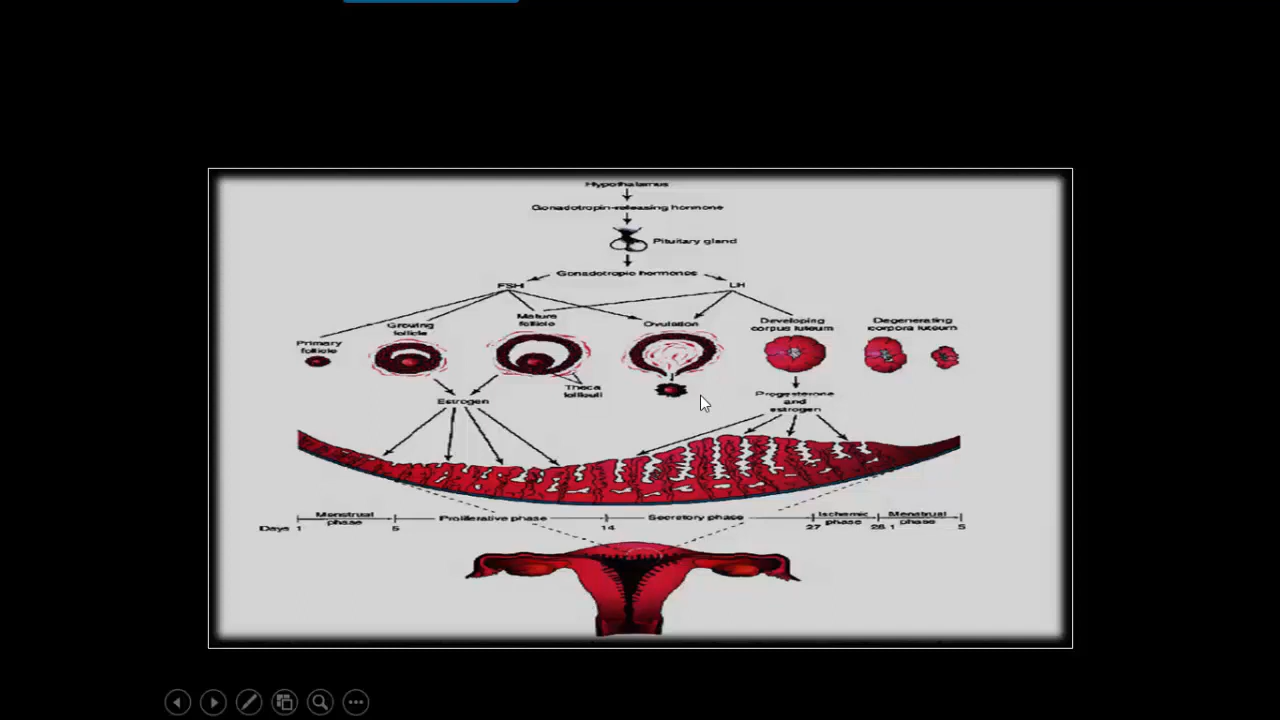 Hypothalamus
Gonadotropin-releasing hormone
Pituitary gland
Gonadotropic hormones
FSH
LH
Primary
follicle
Growing
follicle
Mature
follicle
Ovulation
Developing
corpus luteum
Degenerating
corpora luteum
Theca
folliculi
Estrogen
Progesterone
and
estrogen
Days 1
Menstrual
phase
5
Proliferative phase
14
Secretory phase
27
Ischemic
phase
28 1
Menstrual
phase
5